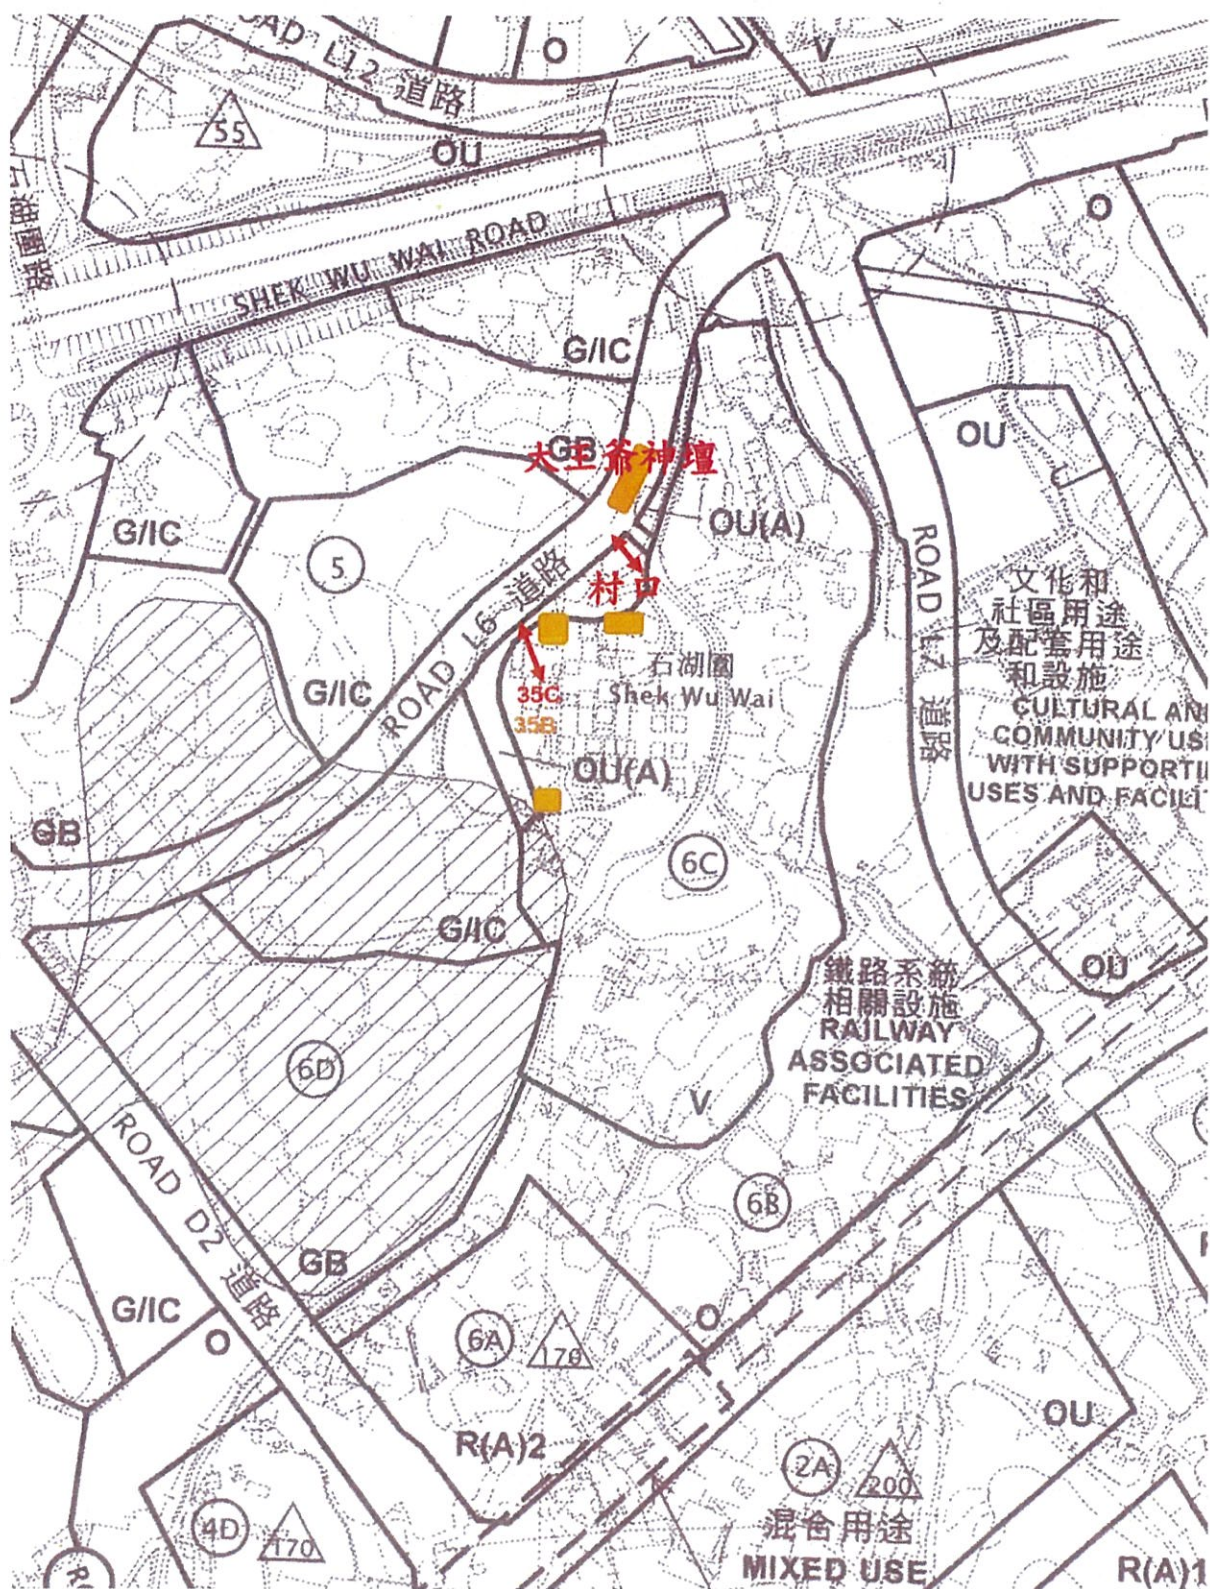 ROAD L12 道路
O
V
55
OU
石湖圍路
O
SHEK WU WAI ROAD
G/IC
GB
大王爺神壇
OU
G/IC
5
OU(A)
ROAD L7 道路
村口
文化和
社區用途
及配套用途
和設施
CULTURAL AN
COMMUNITY US
WITH SUPPORTI
USES AND FACILI
ROAD L6 道路
G/IC
35C
35B
石湖圍
Shek Wu Wai
OU(A)
GB
6C
G/IC
鐵路系統
相關設施
RAILWAY
ASSOCIATED
FACILITIES
OU
6D
V
ROAD D2 道路
6B
GB
G/IC
O
6A
170
O
R(A)2
OU
2A
200
混合用途
MIXED USE
4D
170
R(A)1